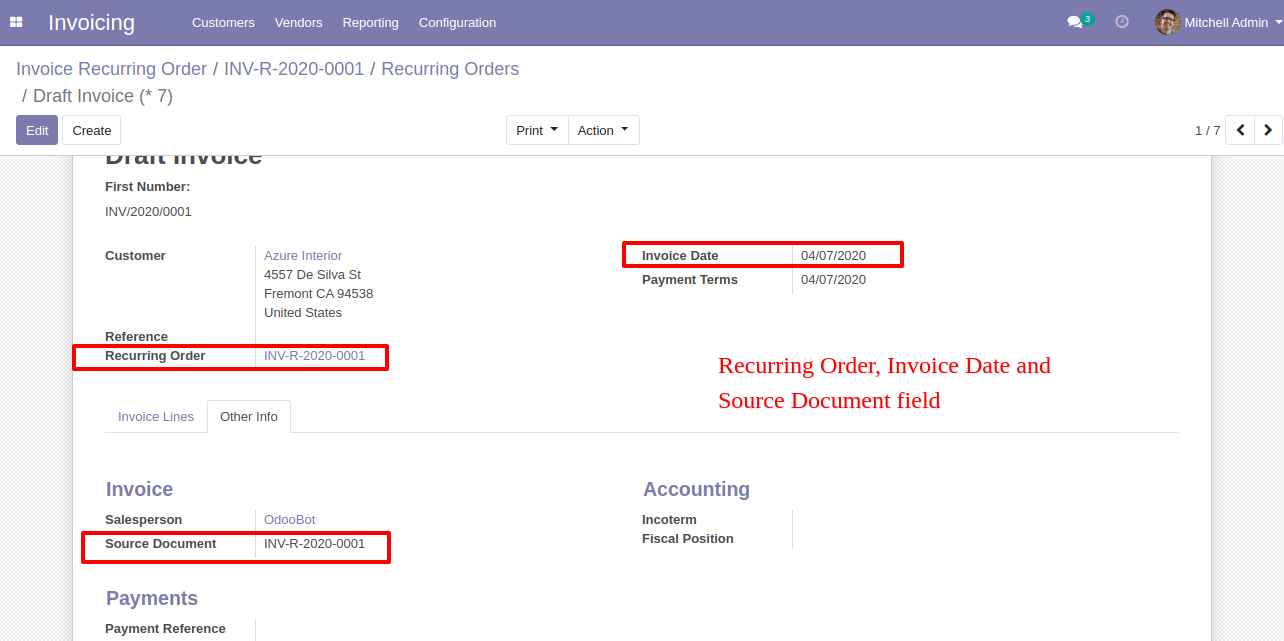 Invoicing Customers Vendors Reporting Configuration 3 Mitchell Admin
Invoice Recurring Order / INV-R-2020-0001 / Recurring Orders
/ Draft Invoice (* 7)
Edit Create Print Action 1 / 7
Draft Invoice
First Number:
INV/2020/0001
Customer Azure Interior Invoice Date 04/07/2020
4557 De Silva St
Payment Terms 04/07/2020
Fremont CA 94538
United States
Reference
Recurring Order INV-R-2020-0001
Recurring Order, Invoice Date and
Source Document field
Invoice Lines Other Info
Invoice Accounting
Salesperson OdooBot Incoterm
Source Document INV-R-2020-0001 Fiscal Position
Payments
Payment Reference